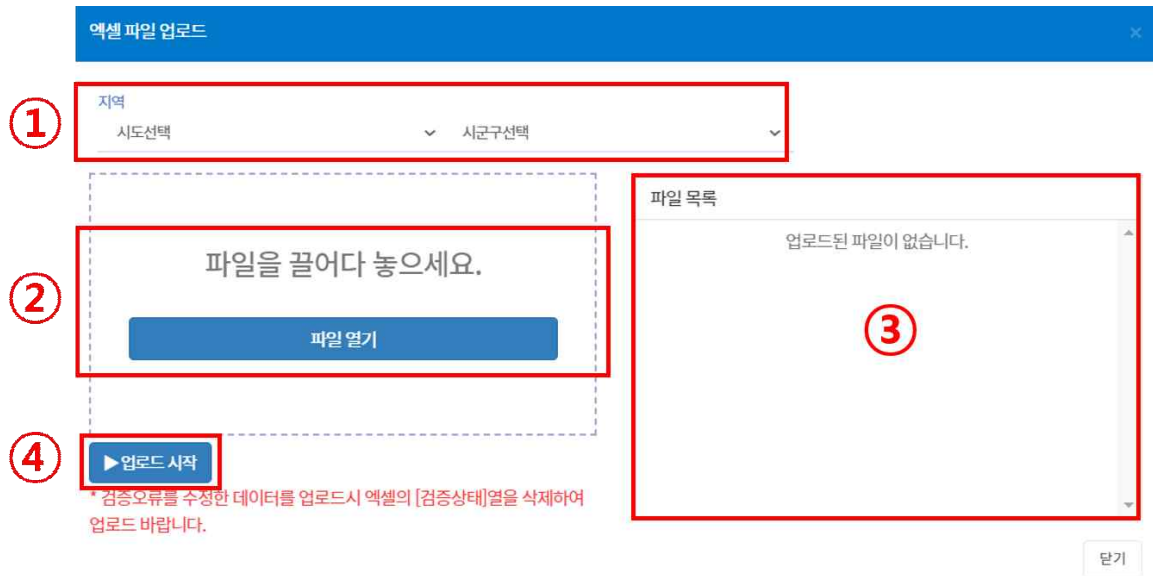 엑셀 파일 업로드
×
①
지역
시도선택
시군구선택
②
파일을 끌어다 놓으세요.
파일 열기
파일 목록
업로드된 파일이 없습니다.
③
④
▶업로드 시작
* 검증오류를 수정한 데이터를 업로드시 엑셀의 [검증상태]열을 삭제하여
업로드 바랍니다.
닫기